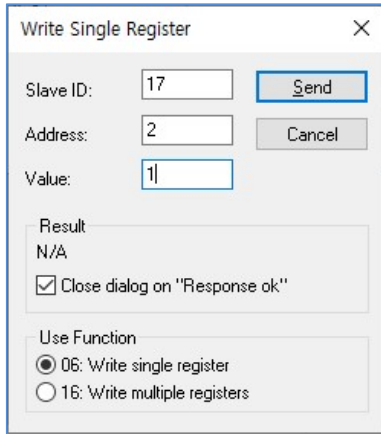 Write Single Register
Slave ID: 17 Send
Address: 2 Cancel
Value: 1
Result
N/A
Close dialog on "Response ok"
Use Function
06: Write single register
16: Write multiple registers